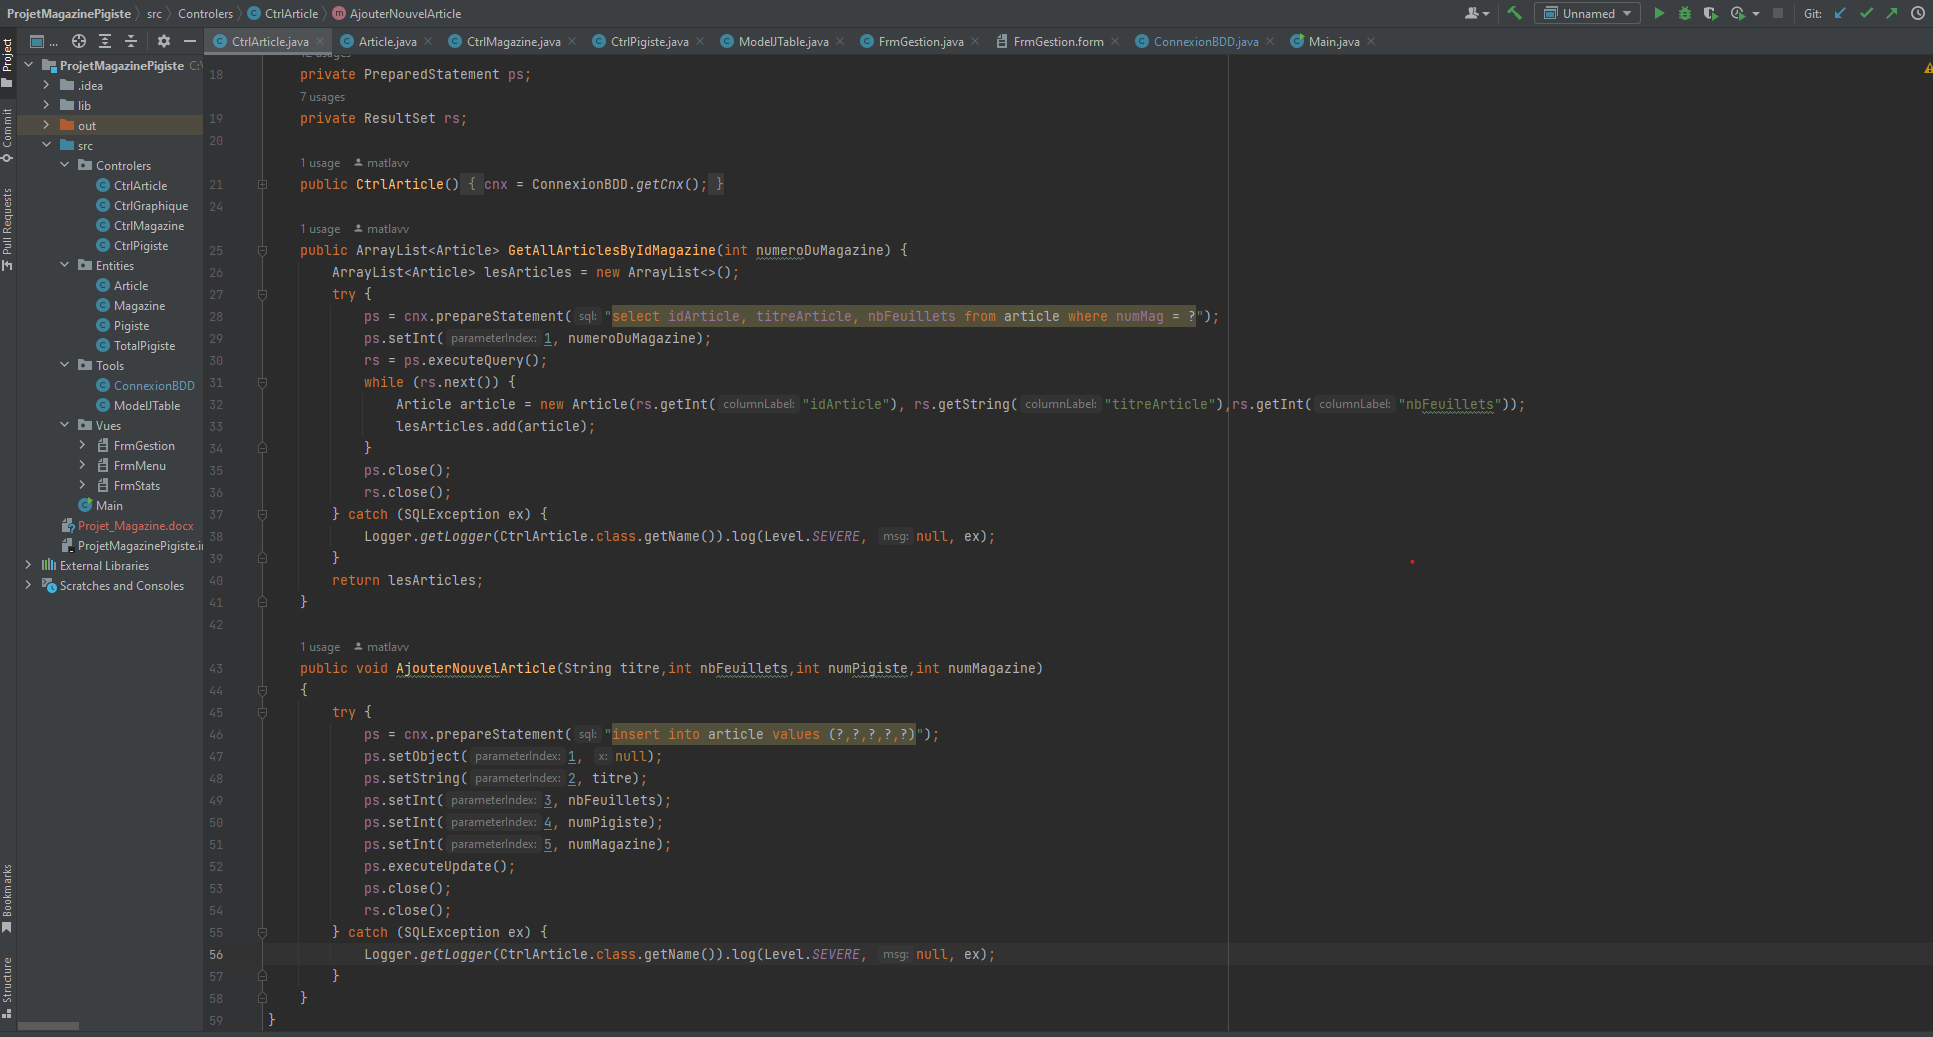 ProjetMagazinePigiste src Controlers CtrlArticle AjouterNouvelArticle Unnamed Git:
Project ... CtrlArticle.java Article.java CtrlMagazine.java CtrlPigiste.java ModelJTable.java FrmGestion.java FrmGestion.form ConnexionBDD.java Main.java
Commit
Pull Requests
Bookmarks
Structure
ProjetMagazinePigiste
.idea
lib
out
src
Controlers
CtrlArticle
CtrlGraphique
CtrlMagazine
CtrlPigiste
Entities
Article
Magazine
Pigiste
TotalPigiste
Tools
ConnexionBDD
ModelJTable
Vues
FrmGestion
FrmMenu
FrmStats
Main
Projet_Magazine.docx
ProjetMagazinePigiste.i
External Libraries
Scratches and Consoles
18 private PreparedStatement ps;
7 usages
19 private ResultSet rs;
20
1 usage matlavv
21 public CtrlArticle() { cnx = ConnexionBDD.getCnx(); }
24
1 usage matlavv
25 public ArrayList<Article> GetAllArticlesByIdMagazine(int numeroDuMagazine) {
26 ArrayList<Article> lesArticles = new ArrayList<>();
27 try {
28 ps = cnx.prepareStatement( sql: "select idArticle, titreArticle, nbFeuillets from article where numMag = ?");
29 ps.setInt( parameterIndex: 1, numeroDuMagazine);
30 rs = ps.executeQuery();
31 while (rs.next()) {
32 Article article = new Article(rs.getInt( columnLabel: "idArticle"), rs.getString( columnLabel: "titreArticle"),rs.getInt( columnLabel: "nbFeuillets"));
33 lesArticles.add(article);
34 }
35 ps.close();
36 rs.close();
37 } catch (SQLException ex) {
38 Logger.getLogger(CtrlArticle.class.getName()).log(Level.SEVERE, msg: null, ex);
39 }
40 return lesArticles;
41 }
42
1 usage matlavv
43 public void AjouterNouvelArticle(String titre,int nbFeuillets,int numPigiste,int numMagazine)
44 {
45 try {
46 ps = cnx.prepareStatement( sql: "insert into article values (?,?,?,?,?)");
47 ps.setObject( parameterIndex: 1, x: null);
48 ps.setString( parameterIndex: 2, titre);
49 ps.setInt( parameterIndex: 3, nbFeuillets);
50 ps.setInt( parameterIndex: 4, numPigiste);
51 ps.setInt( parameterIndex: 5, numMagazine);
52 ps.executeUpdate();
53 ps.close();
54 rs.close();
55 } catch (SQLException ex) {
56 Logger.getLogger(CtrlArticle.class.getName()).log(Level.SEVERE, msg: null, ex);
57 }
58 }
59 }